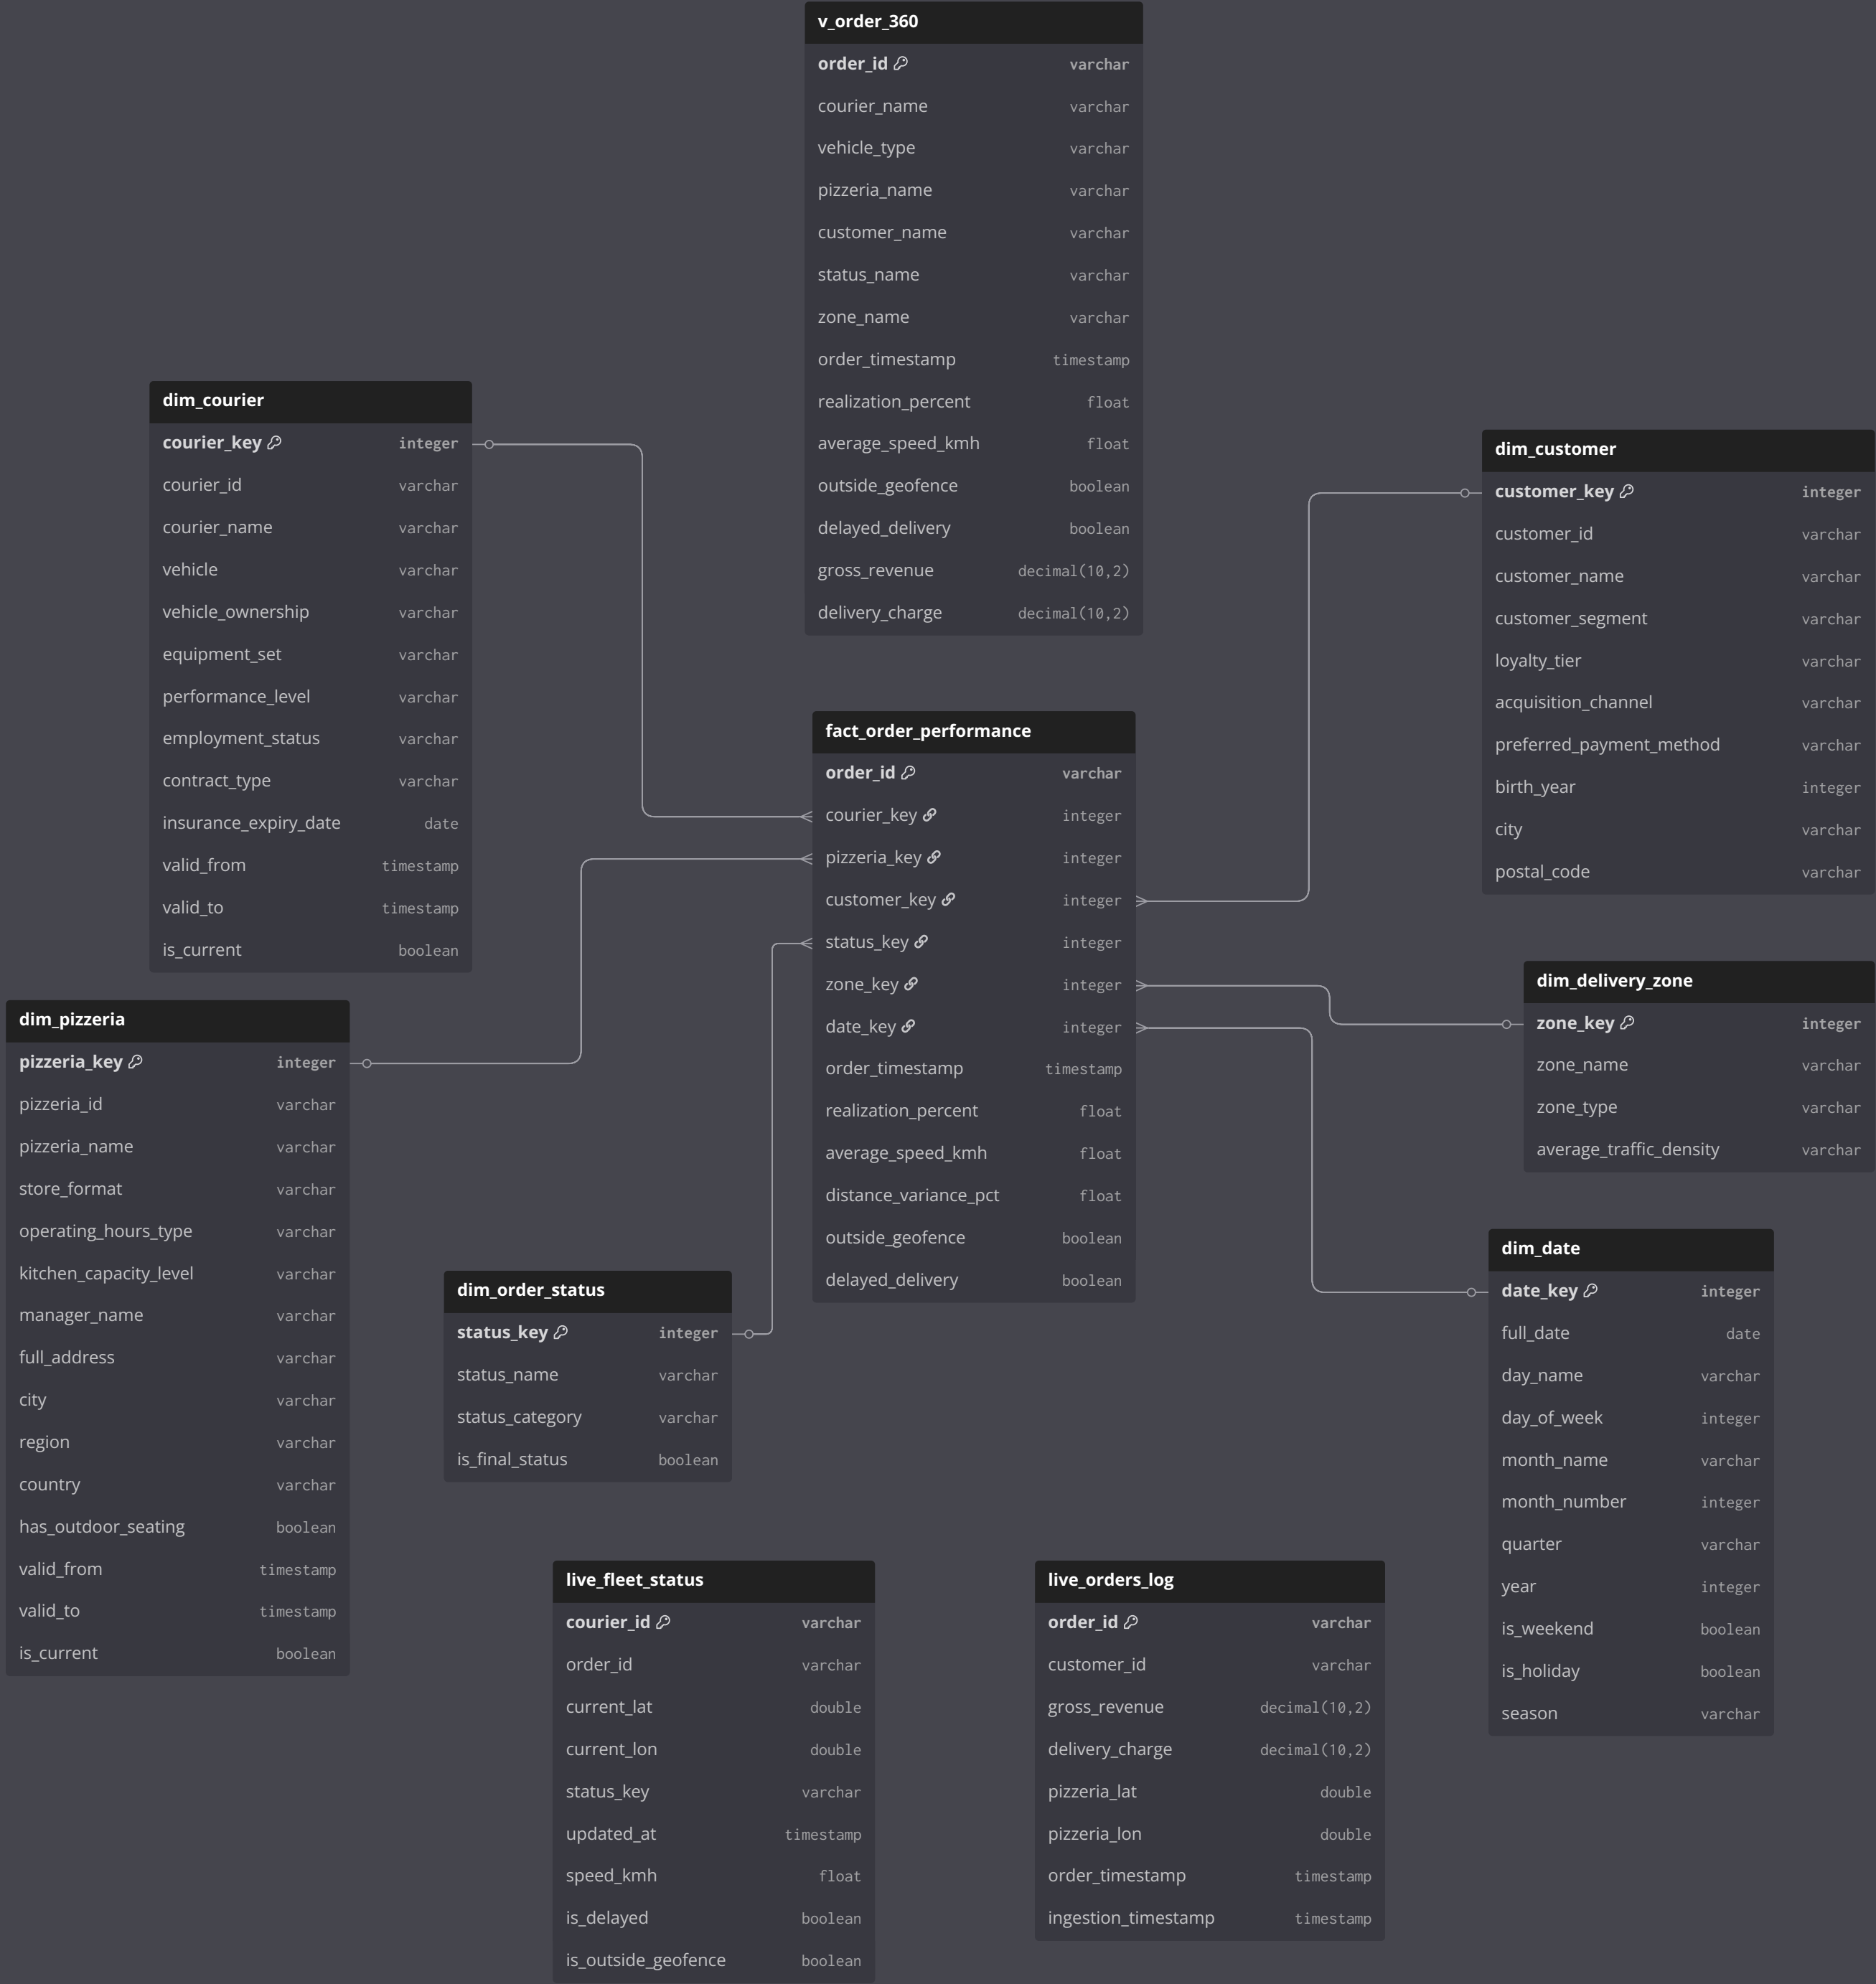 v_order_360
order_id varchar
courier_name varchar
vehicle_type varchar
pizzeria_name varchar
customer_name varchar
status_name varchar
zone_name varchar
order_timestamp timestamp
realization_percent float
average_speed_kmh float
outside_geofence boolean
delayed_delivery boolean
gross_revenue decimal(10,2)
delivery_charge decimal(10,2)
dim_courier
courier_key integer
courier_id varchar
courier_name varchar
vehicle varchar
vehicle_ownership varchar
equipment_set varchar
performance_level varchar
employment_status varchar
contract_type varchar
insurance_expiry_date date
valid_from timestamp
valid_to timestamp
is_current boolean
dim_customer
customer_key integer
customer_id varchar
customer_name varchar
customer_segment varchar
loyalty_tier varchar
acquisition_channel varchar
preferred_payment_method varchar
birth_year integer
city varchar
postal_code varchar
fact_order_performance
order_id varchar
courier_key integer
pizzeria_key integer
customer_key integer
status_key integer
zone_key integer
date_key integer
order_timestamp timestamp
realization_percent float
average_speed_kmh float
distance_variance_pct float
outside_geofence boolean
delayed_delivery boolean
dim_delivery_zone
zone_key integer
zone_name varchar
zone_type varchar
average_traffic_density varchar
dim_pizzeria
pizzeria_key integer
pizzeria_id varchar
pizzeria_name varchar
store_format varchar
operating_hours_type varchar
kitchen_capacity_level varchar
manager_name varchar
full_address varchar
city varchar
region varchar
country varchar
has_outdoor_seating boolean
valid_from timestamp
valid_to timestamp
is_current boolean
dim_order_status
status_key integer
status_name varchar
status_category varchar
is_final_status boolean
dim_date
date_key integer
full_date date
day_name varchar
day_of_week integer
month_name varchar
month_number integer
quarter varchar
year integer
is_weekend boolean
is_holiday boolean
season varchar
live_fleet_status
courier_id varchar
order_id varchar
current_lat double
current_lon double
status_key varchar
updated_at timestamp
speed_kmh float
is_delayed boolean
is_outside_geofence boolean
live_orders_log
order_id varchar
customer_id varchar
gross_revenue decimal(10,2)
delivery_charge decimal(10,2)
pizzeria_lat double
pizzeria_lon double
order_timestamp timestamp
ingestion_timestamp timestamp